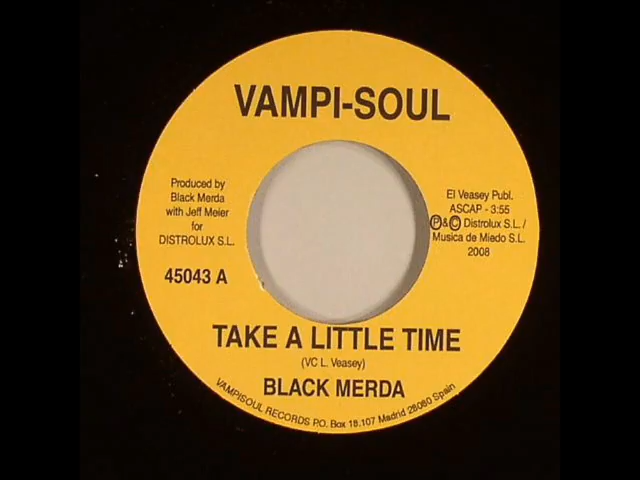 VAMPI-SOUL
Produced by
Black Merda
with Jeff Meier
for
DISTROLUX S.L.
45043 A
El Veasey Publ.
ASCAP - 3:55
Ⓟ&© Distrolux S.L./
Musica de Miedo S.L.
2008
TAKE A LITTLE TIME
(VC L. Veasey)
BLACK MERDA
VAMPISOUL RECORDS P.O. Box 18.107 Madrid 28080 Spain